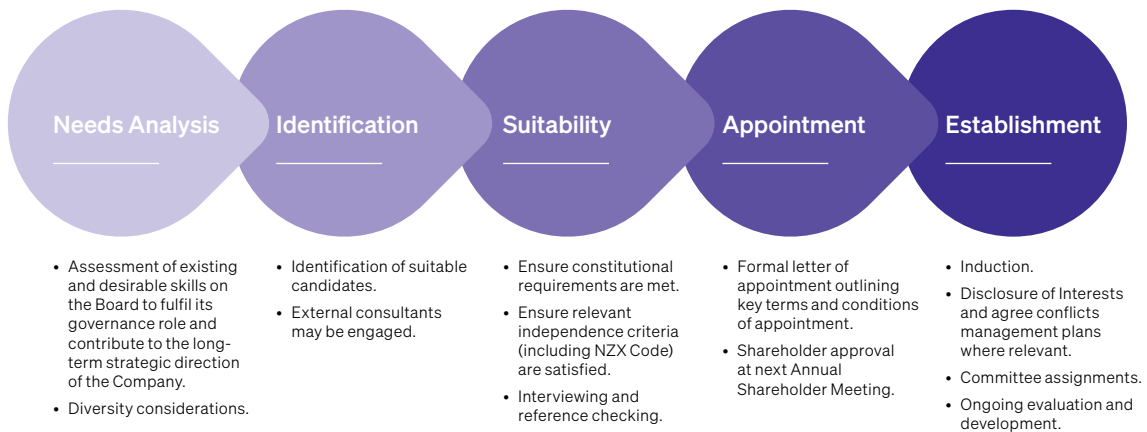 Needs Analysis
• Assessment of existing
and desirable skills on
the Board to fulfil its
governance role and
contribute to the long-
term strategic direction
of the Company.
• Diversity considerations.
Identification
• Identification of suitable
candidates.
• External consultants
may be engaged.
Suitability
• Ensure constitutional
requirements are met.
• Ensure relevant
independence criteria
(including NZX Code)
are satisfied.
• Interviewing and
reference checking.
Appointment
• Formal letter of
appointment outlining
key terms and conditions
of appointment.
• Shareholder approval
at next Annual
Shareholder Meeting.
Establishment
• Induction.
• Disclosure of Interests
and agree conflicts
management plans
where relevant.
• Committee assignments.
• Ongoing evaluation and
development.